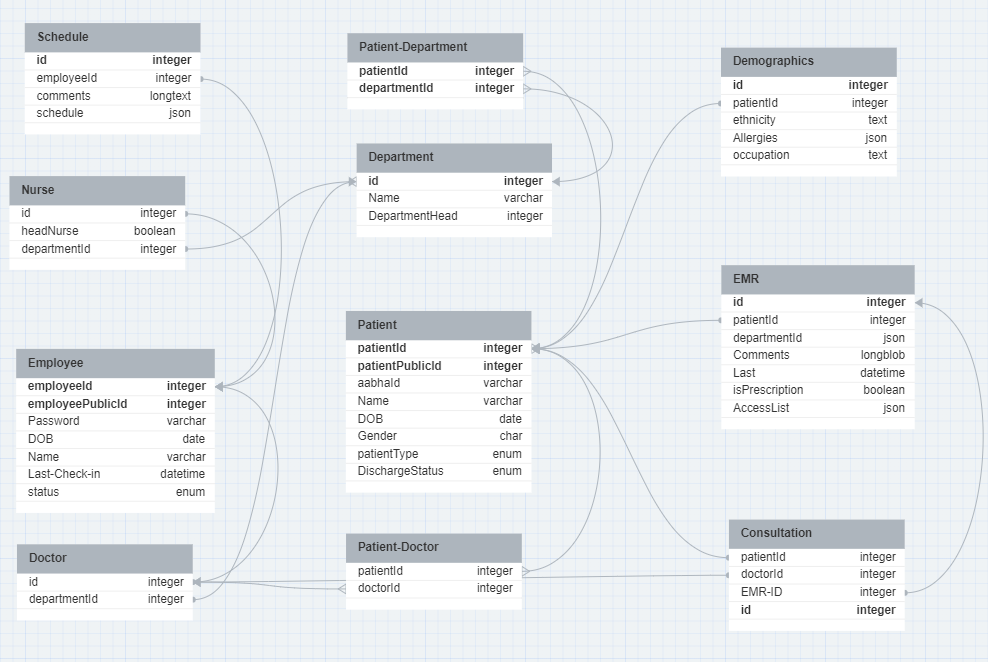 Schedule
id integer
employeeId integer
comments longtext
schedule json
Nurse
id integer
headNurse boolean
departmentId integer
Employee
employeeId integer
employeePublicId integer
Password varchar
DOB date
Name varchar
Last-Check-in datetime
status enum
Doctor
id integer
departmentId integer
Patient-Department
patientId integer
departmentId integer
Department
id integer
Name varchar
DepartmentHead integer
Patient
patientId integer
patientPublicId integer
aabhaId varchar
Name varchar
DOB date
Gender char
patientType enum
DischargeStatus enum
Patient-Doctor
patientId integer
doctorId integer
Demographics
id integer
patientId integer
ethnicity text
Allergies json
occupation text
EMR
id integer
patientId integer
departmentId json
Comments longblob
Last datetime
isPrescription boolean
AccessList json
Consultation
patientId integer
doctorId integer
EMR-ID integer
id integer